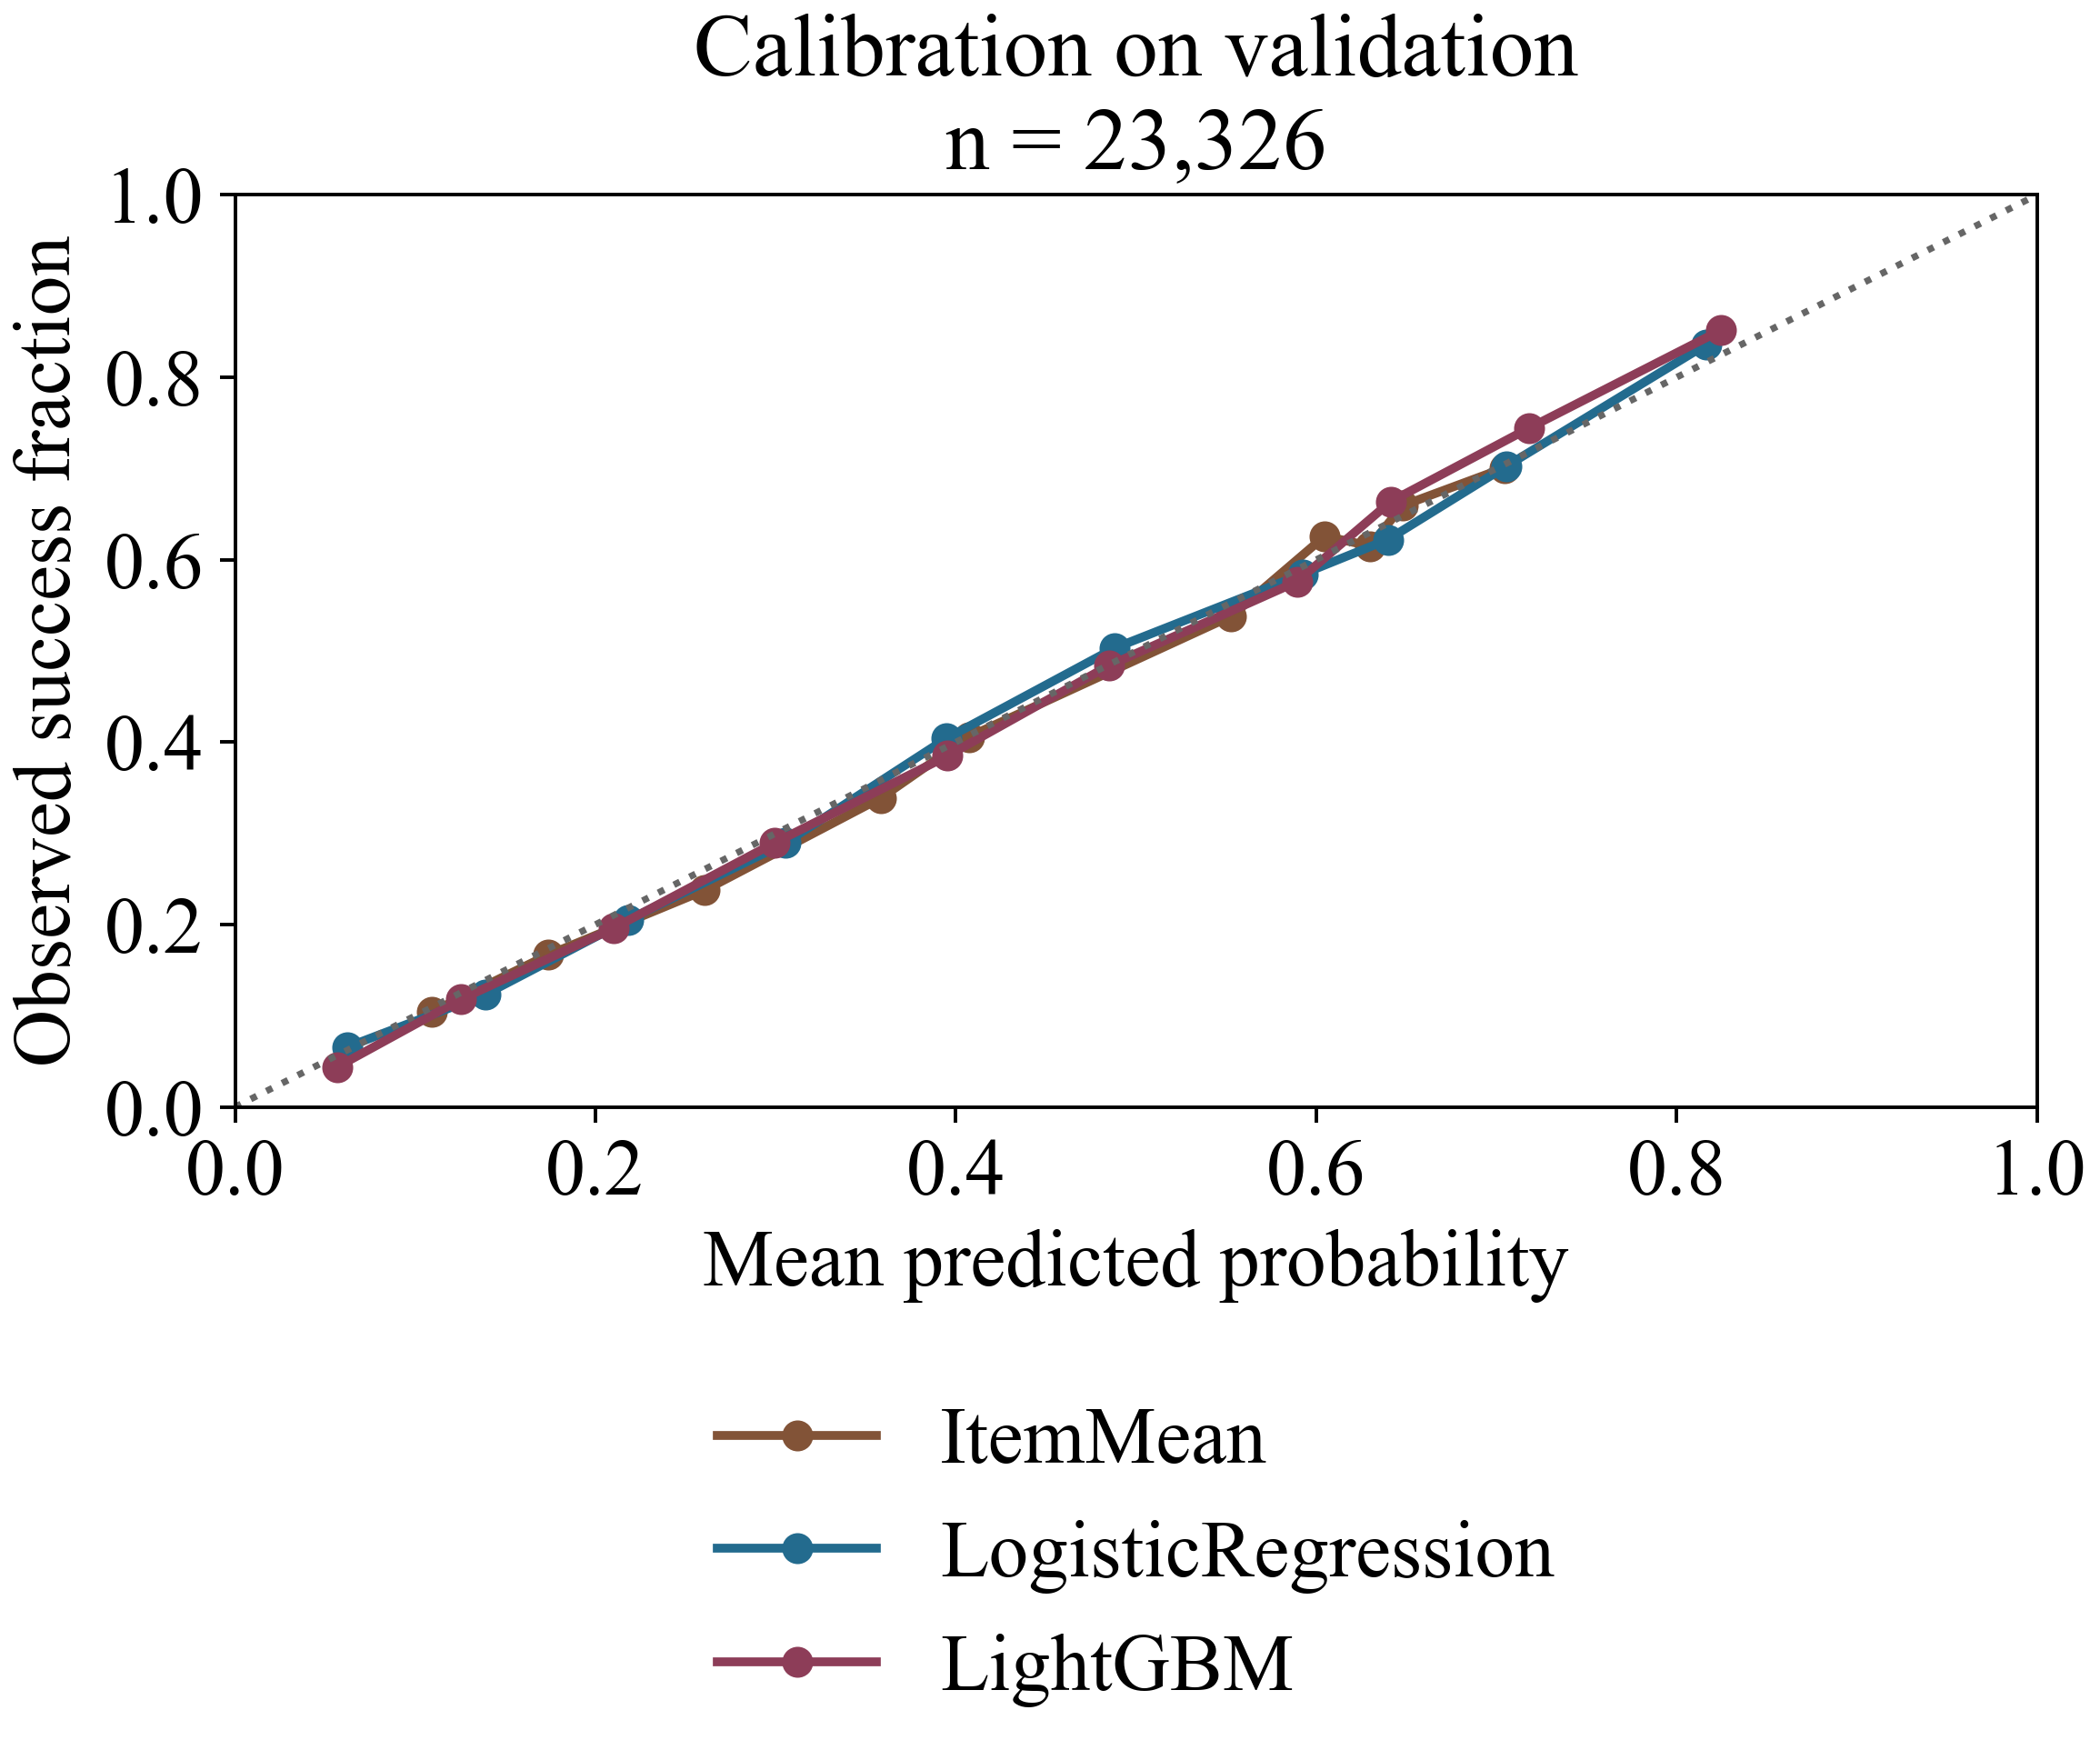 Calibration on validation
n = 23,326
Observed success fraction
1.0
0.8
0.6
0.4
0.2
0.0
0.0 0.2 0.4 0.6 0.8 1.0
Mean predicted probability
ItemMean
LogisticRegression
LightGBM